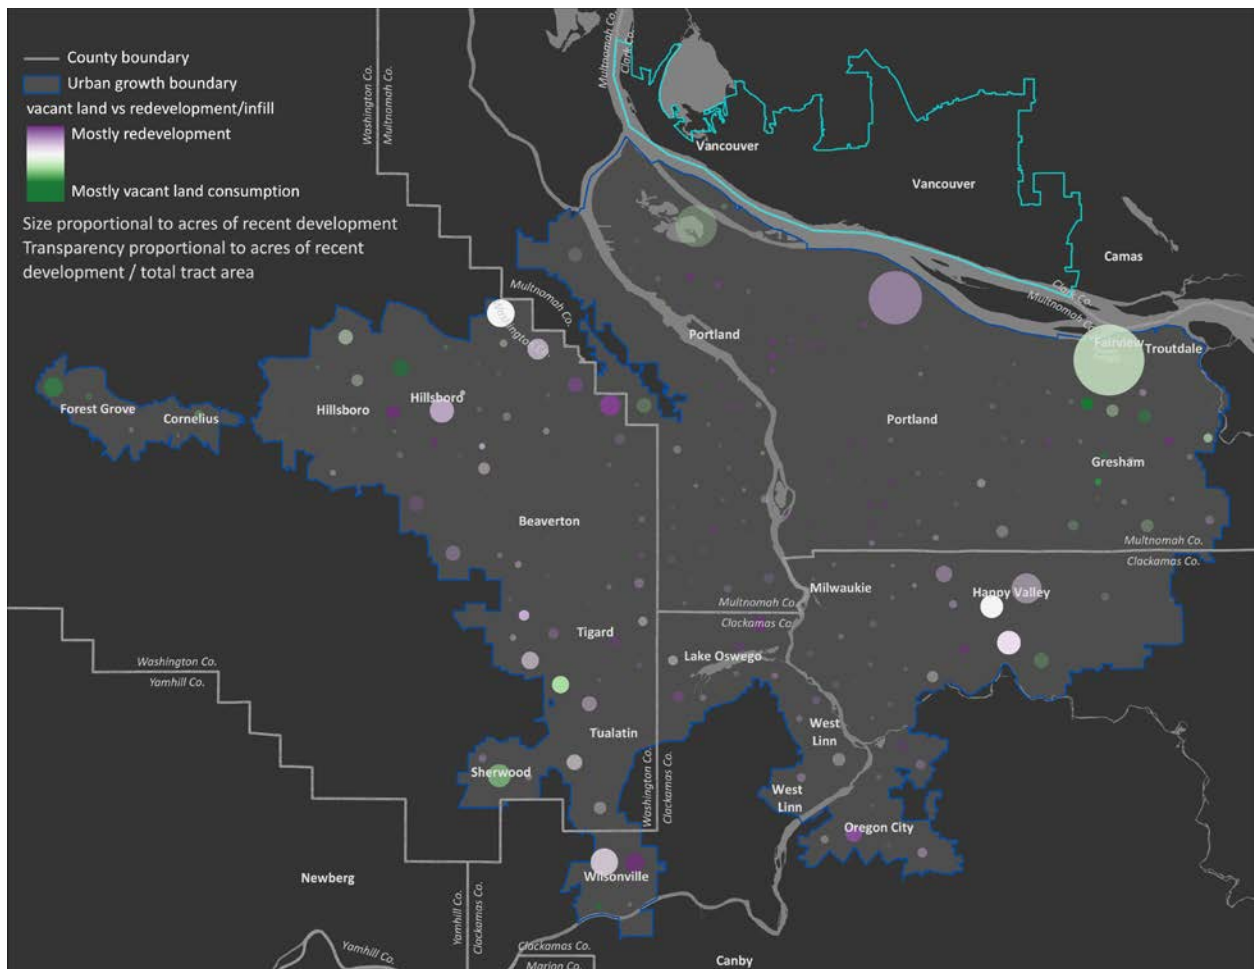 County boundary
Urban growth boundary
vacant land vs redevelopment/infill
Mostly redevelopment
Mostly vacant land consumption
Size proportional to acres of recent development
Transparency proportional to acres of recent
development / total tract area
Washington Co.
Multnomah Co.
Multnomah Co.
Clark Co.
Vancouver
Vancouver
Camas
Clark Co.
Multnomah Co.
Multnomah Co.
Washington Co.
Portland
Fairview
Troutdale
Forest Grove
Cornelius
Hillsboro
Hillsboro
Portland
Gresham
Beaverton
Multnomah Co.
Clackamas Co.
Milwaukie
Happy Valley
Multnomah Co.
Clackamas Co.
Tigard
Lake Oswego
Washington Co.
Yamhill Co.
Tualatin
West
Linn
Sherwood
Washington Co.
Clackamas Co.
West
Linn
Oregon City
Wilsonville
Newberg
Yamhill Co.
Clackamas Co.
Yamhill Co.
Clackamas Co.
Marion Co.
Canby